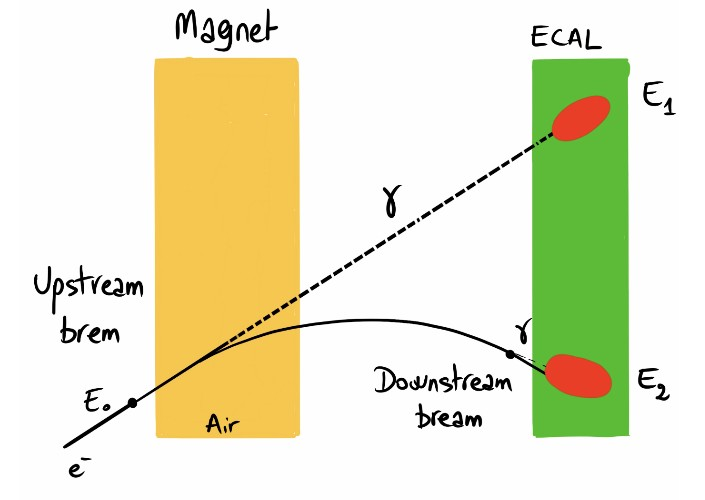 Magnet
ECAL
E₁
γ
Upstream
brem
γ
Downstream
bream
E₂
E₀
Air
e⁻